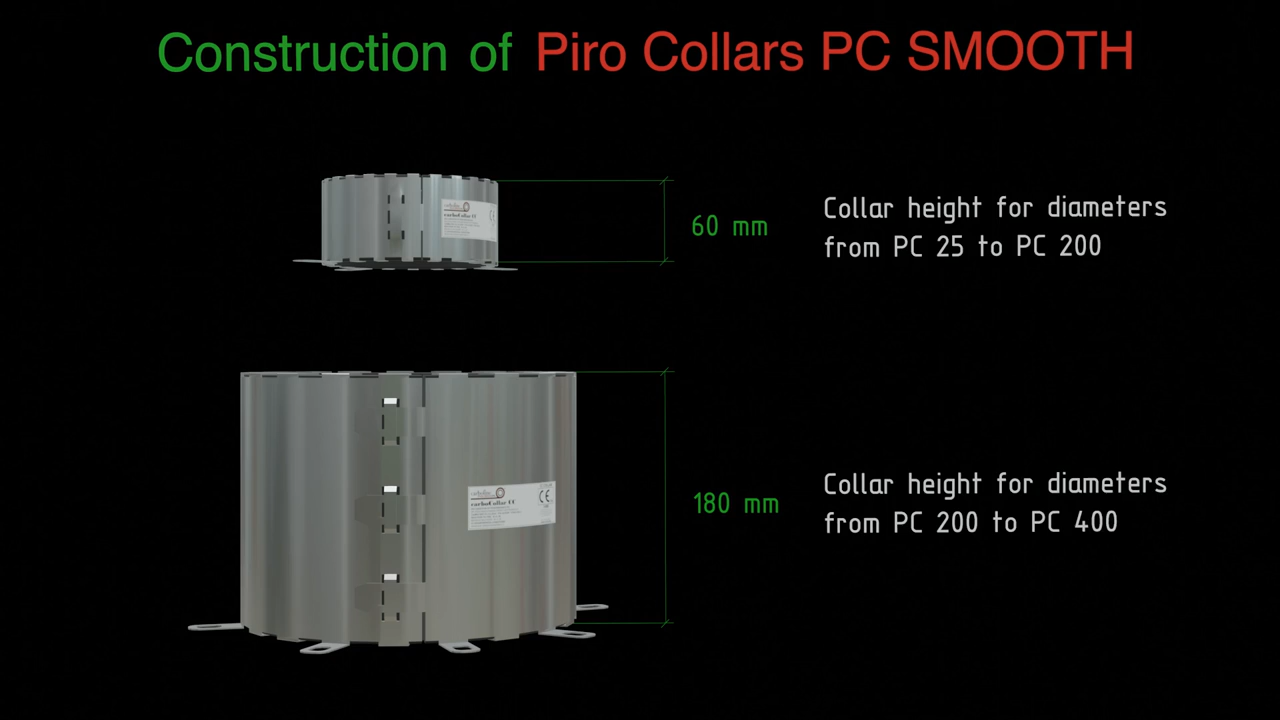 Construction of Piro Collars PC SMOOTH
60 mm
Collar height for diameters
from PC 25 to PC 200
180 mm
Collar height for diameters
from PC 200 to PC 400
CE